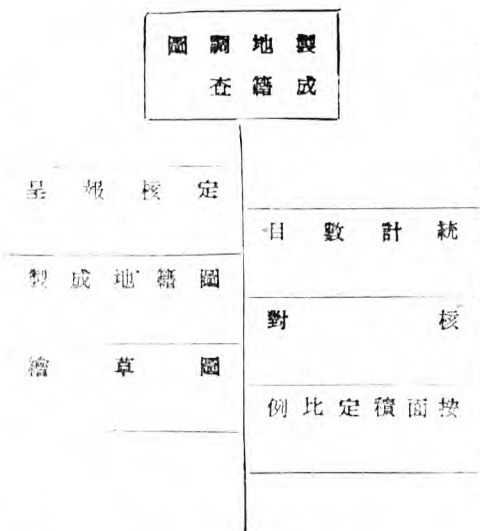 製成地籍調查圖
呈報核定
製成地籍圖
繪草圖
統計數目
核對
按面積定比例